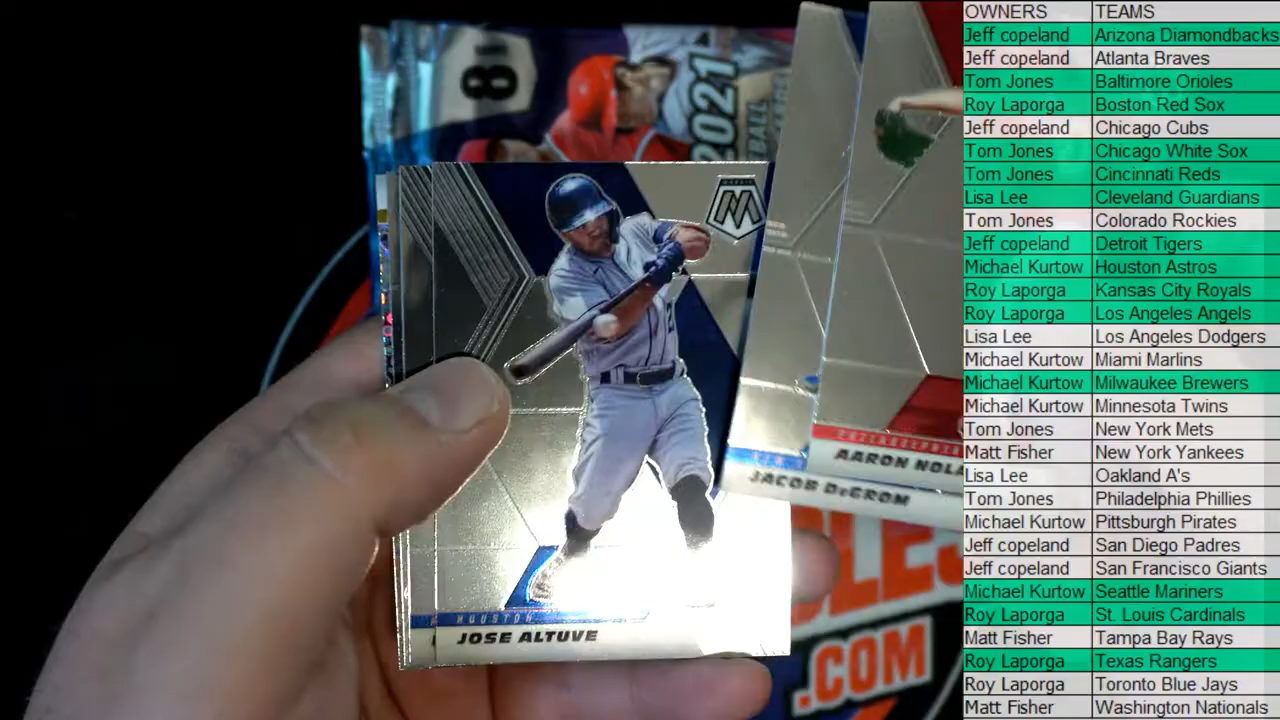 OWNERS TEAMS
Jeff copeland Arizona Diamondbacks
Jeff copeland Atlanta Braves
Tom Jones Baltimore Orioles
Roy Laporga Boston Red Sox
Jeff copeland Chicago Cubs
Tom Jones Chicago White Sox
Tom Jones Cincinnati Reds
Lisa Lee Cleveland Guardians
Tom Jones Colorado Rockies
Jeff copeland Detroit Tigers
Michael Kurtow Houston Astros
Roy Laporga Kansas City Royals
Roy Laporga Los Angeles Angels
Lisa Lee Los Angeles Dodgers
Michael Kurtow Miami Marlins
Michael Kurtow Milwaukee Brewers
Michael Kurtow Minnesota Twins
Tom Jones New York Mets
Matt Fisher New York Yankees
Lisa Lee Oakland A's
Tom Jones Philadelphia Phillies
Michael Kurtow Pittsburgh Pirates
Jeff copeland San Diego Padres
Jeff copeland San Francisco Giants
Michael Kurtow Seattle Mariners
Roy Laporga St. Louis Cardinals
Matt Fisher Tampa Bay Rays
Roy Laporga Texas Rangers
Roy Laporga Toronto Blue Jays
Matt Fisher Washington Nationals
8
2021
BASEBALL
M
PHILADELPHIA
AARON NOLA
JACOB DeGROM
HOUSTON
JOSE ALTUVE
.COM